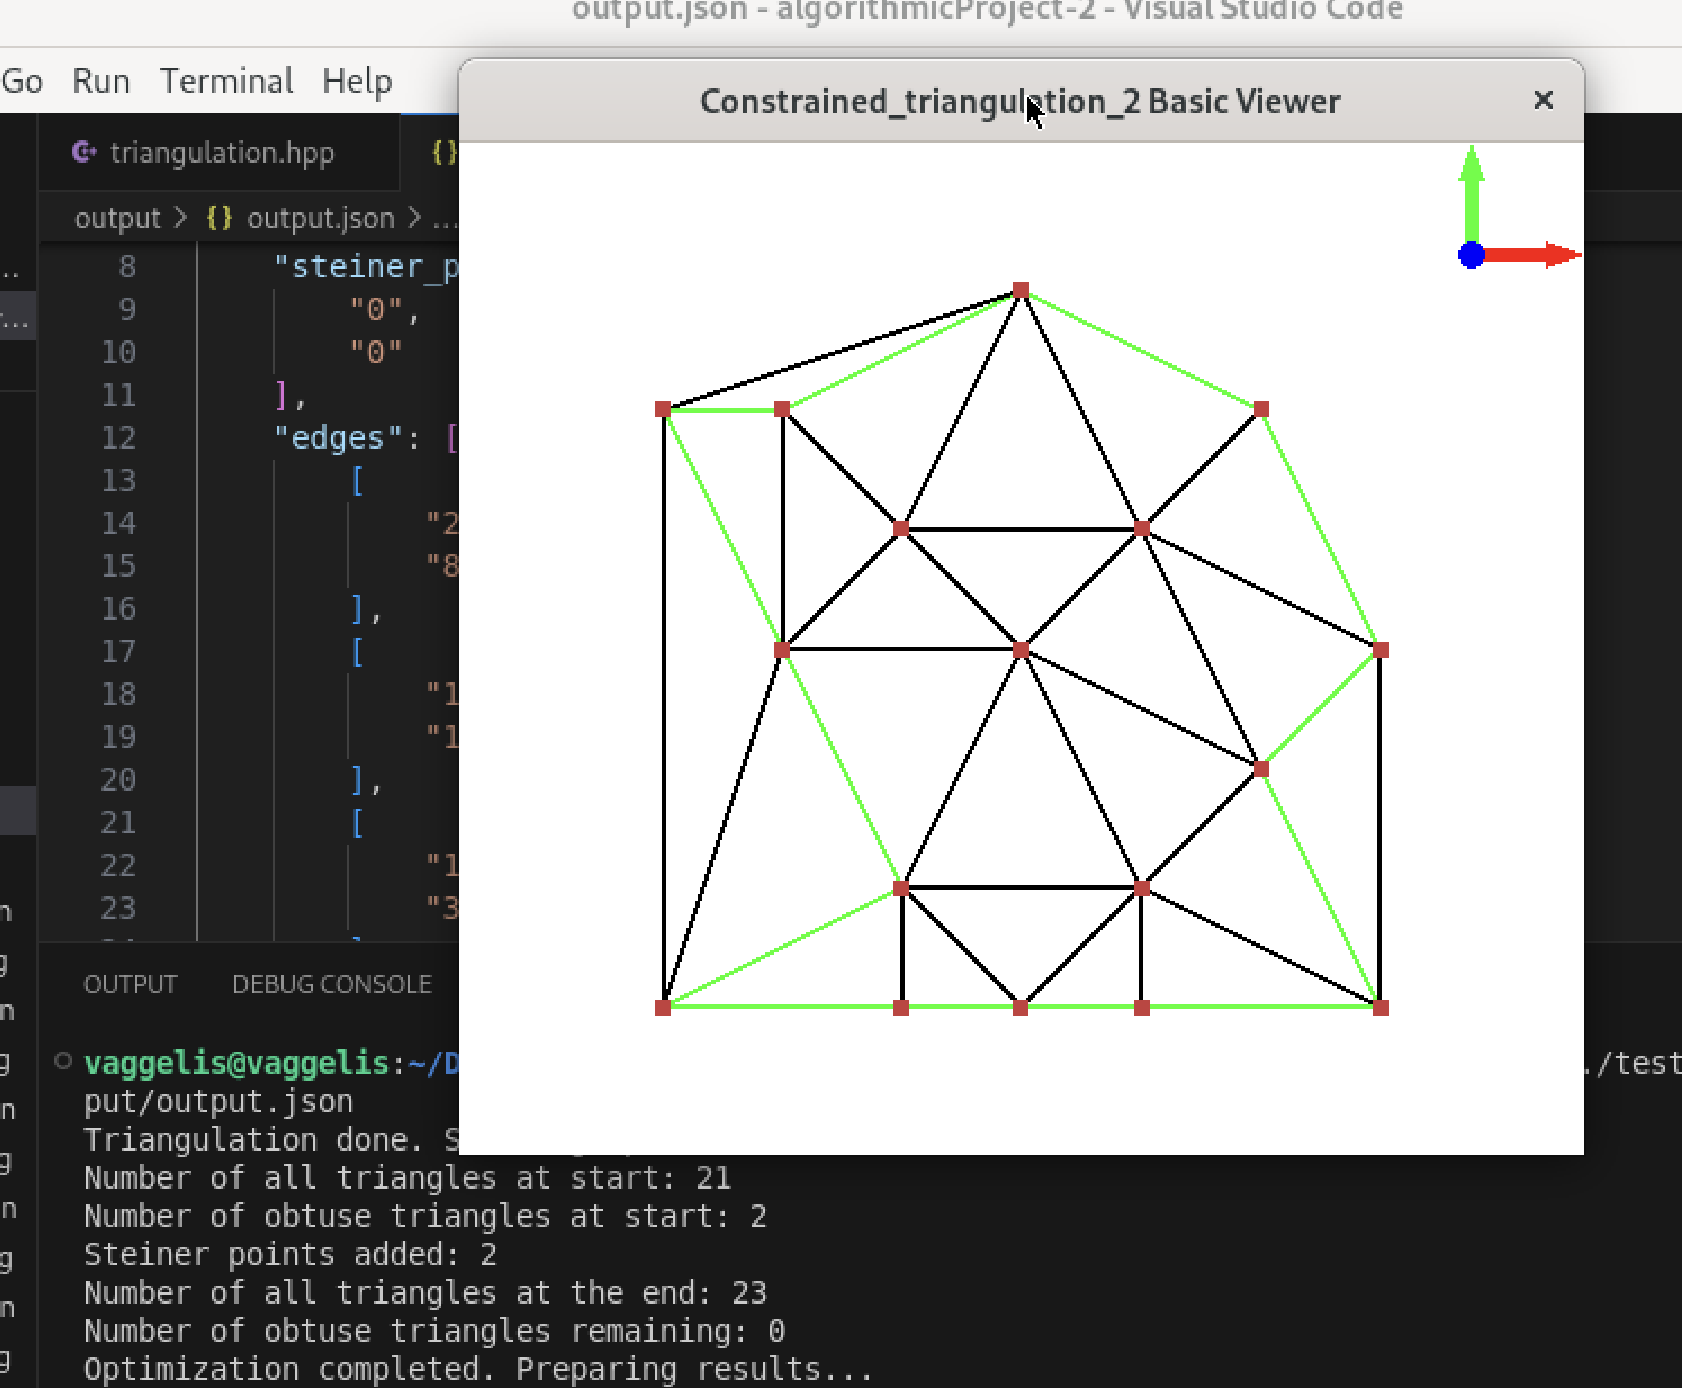 output.json - algorithmicProject-2 - Visual Studio Code
Go Run Terminal Help
Constrained_triangulation_2 Basic Viewer ×
triangulation.hpp {}
output > {} output.json > ...
8 "steiner_p
9 "0",
10 "0"
11 ],
12 "edges": [
13 [
14 "2
15 "8
16 ],
17 [
18 "1
19 "1
20 ],
21 [
22 "1
23 "3
OUTPUT DEBUG CONSOLE
vaggelis@vaggelis:~/D ./test
put/output.json
Triangulation done. S
Number of all triangles at start: 21
Number of obtuse triangles at start: 2
Steiner points added: 2
Number of all triangles at the end: 23
Number of obtuse triangles remaining: 0
Optimization completed. Preparing results...